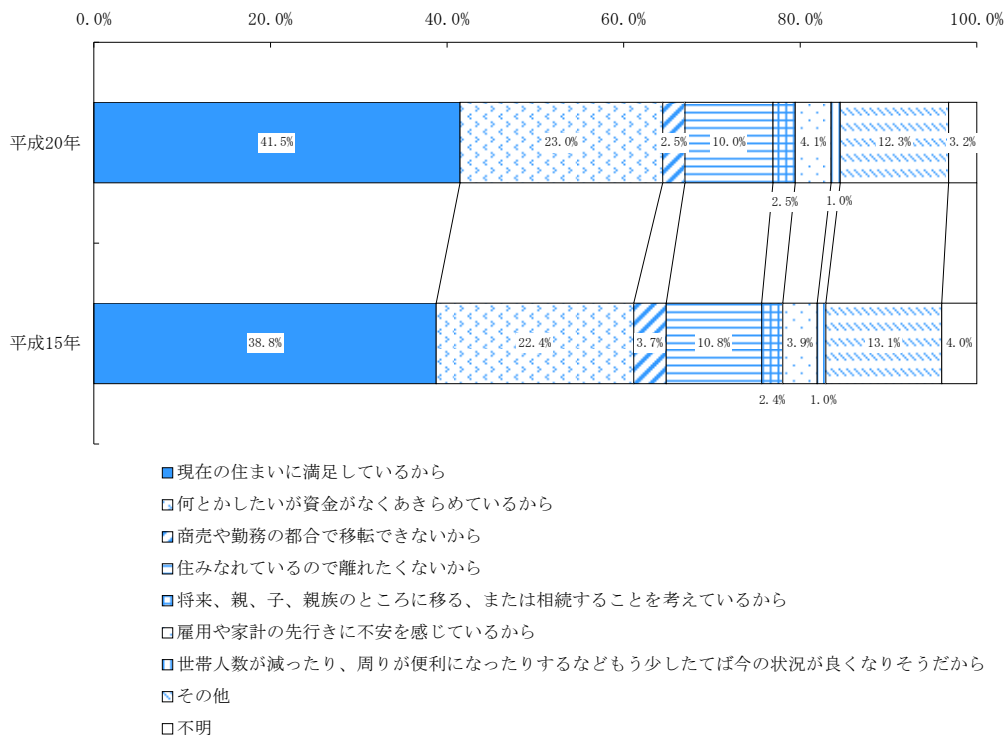 0.0% 20.0% 40.0% 60.0% 80.0% 100.0%
平成20年 41.5% 23.0% 2.5% 10.0% 4.1% 12.3% 3.2%
2.5% 1.0%
平成15年 38.8% 22.4% 3.7% 10.8% 3.9% 13.1% 4.0%
2.4% 1.0%
現在の住まいに満足しているから
何とかしたいが資金がなくあきらめているから
商売や勤務の都合で移転できないから
住みなれているので離れたくないから
将来、親、子、親族のところに移る、または相続することを考えているから
雇用や家計の先行きに不安を感じているから
世帯人数が減ったり、周りが便利になったりするなどもう少したてば今の状況が良くなりそうだから
その他
不明